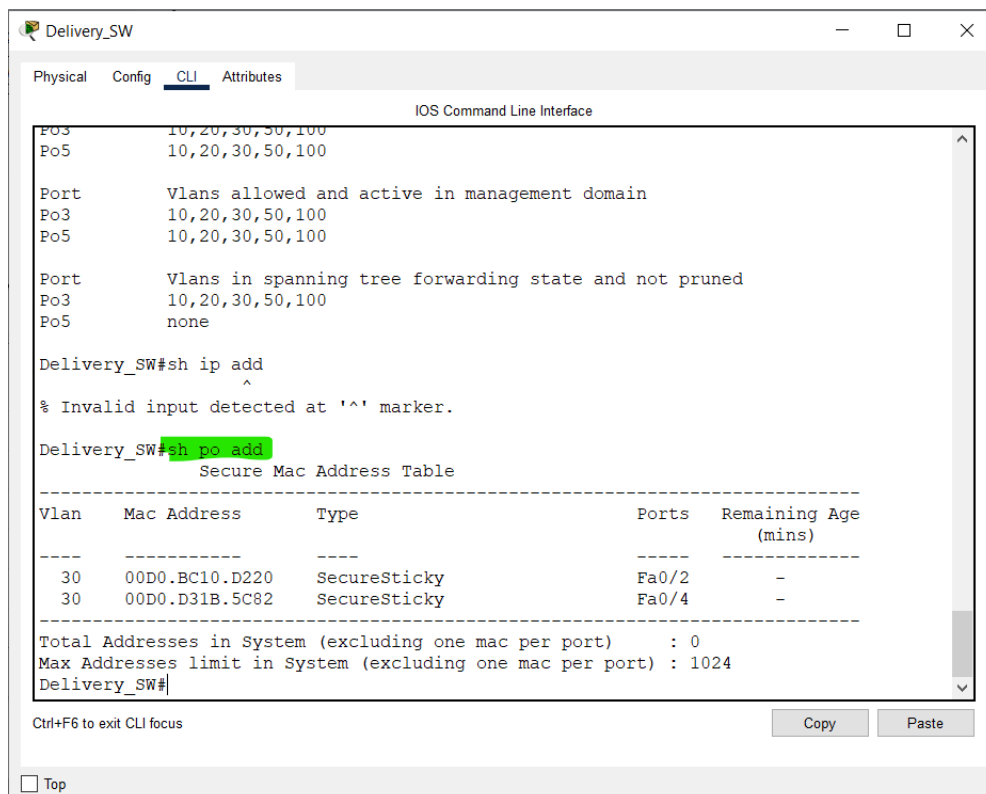 Delivery_SW
Physical Config CLI Attributes
IOS Command Line Interface
Po3 10,20,30,50,100
Po5 10,20,30,50,100
Port Vlans allowed and active in management domain
Po3 10,20,30,50,100
Po5 10,20,30,50,100
Port Vlans in spanning tree forwarding state and not pruned
Po3 10,20,30,50,100
Po5 none
Delivery_SW#sh ip add
^
% Invalid input detected at '^' marker.
Delivery_SW#sh po add
Secure Mac Address Table
-----------------------------------------------------------------------------
Vlan Mac Address Type Ports Remaining Age
(mins)
---- ----------- ---- ----- -------------
30 00D0.BC10.D220 SecureSticky Fa0/2 -
30 00D0.D31B.5C82 SecureSticky Fa0/4 -
-----------------------------------------------------------------------------
Total Addresses in System (excluding one mac per port) : 0
Max Addresses limit in System (excluding one mac per port) : 1024
Delivery_SW#
Ctrl+F6 to exit CLI focus
Copy Paste
Top